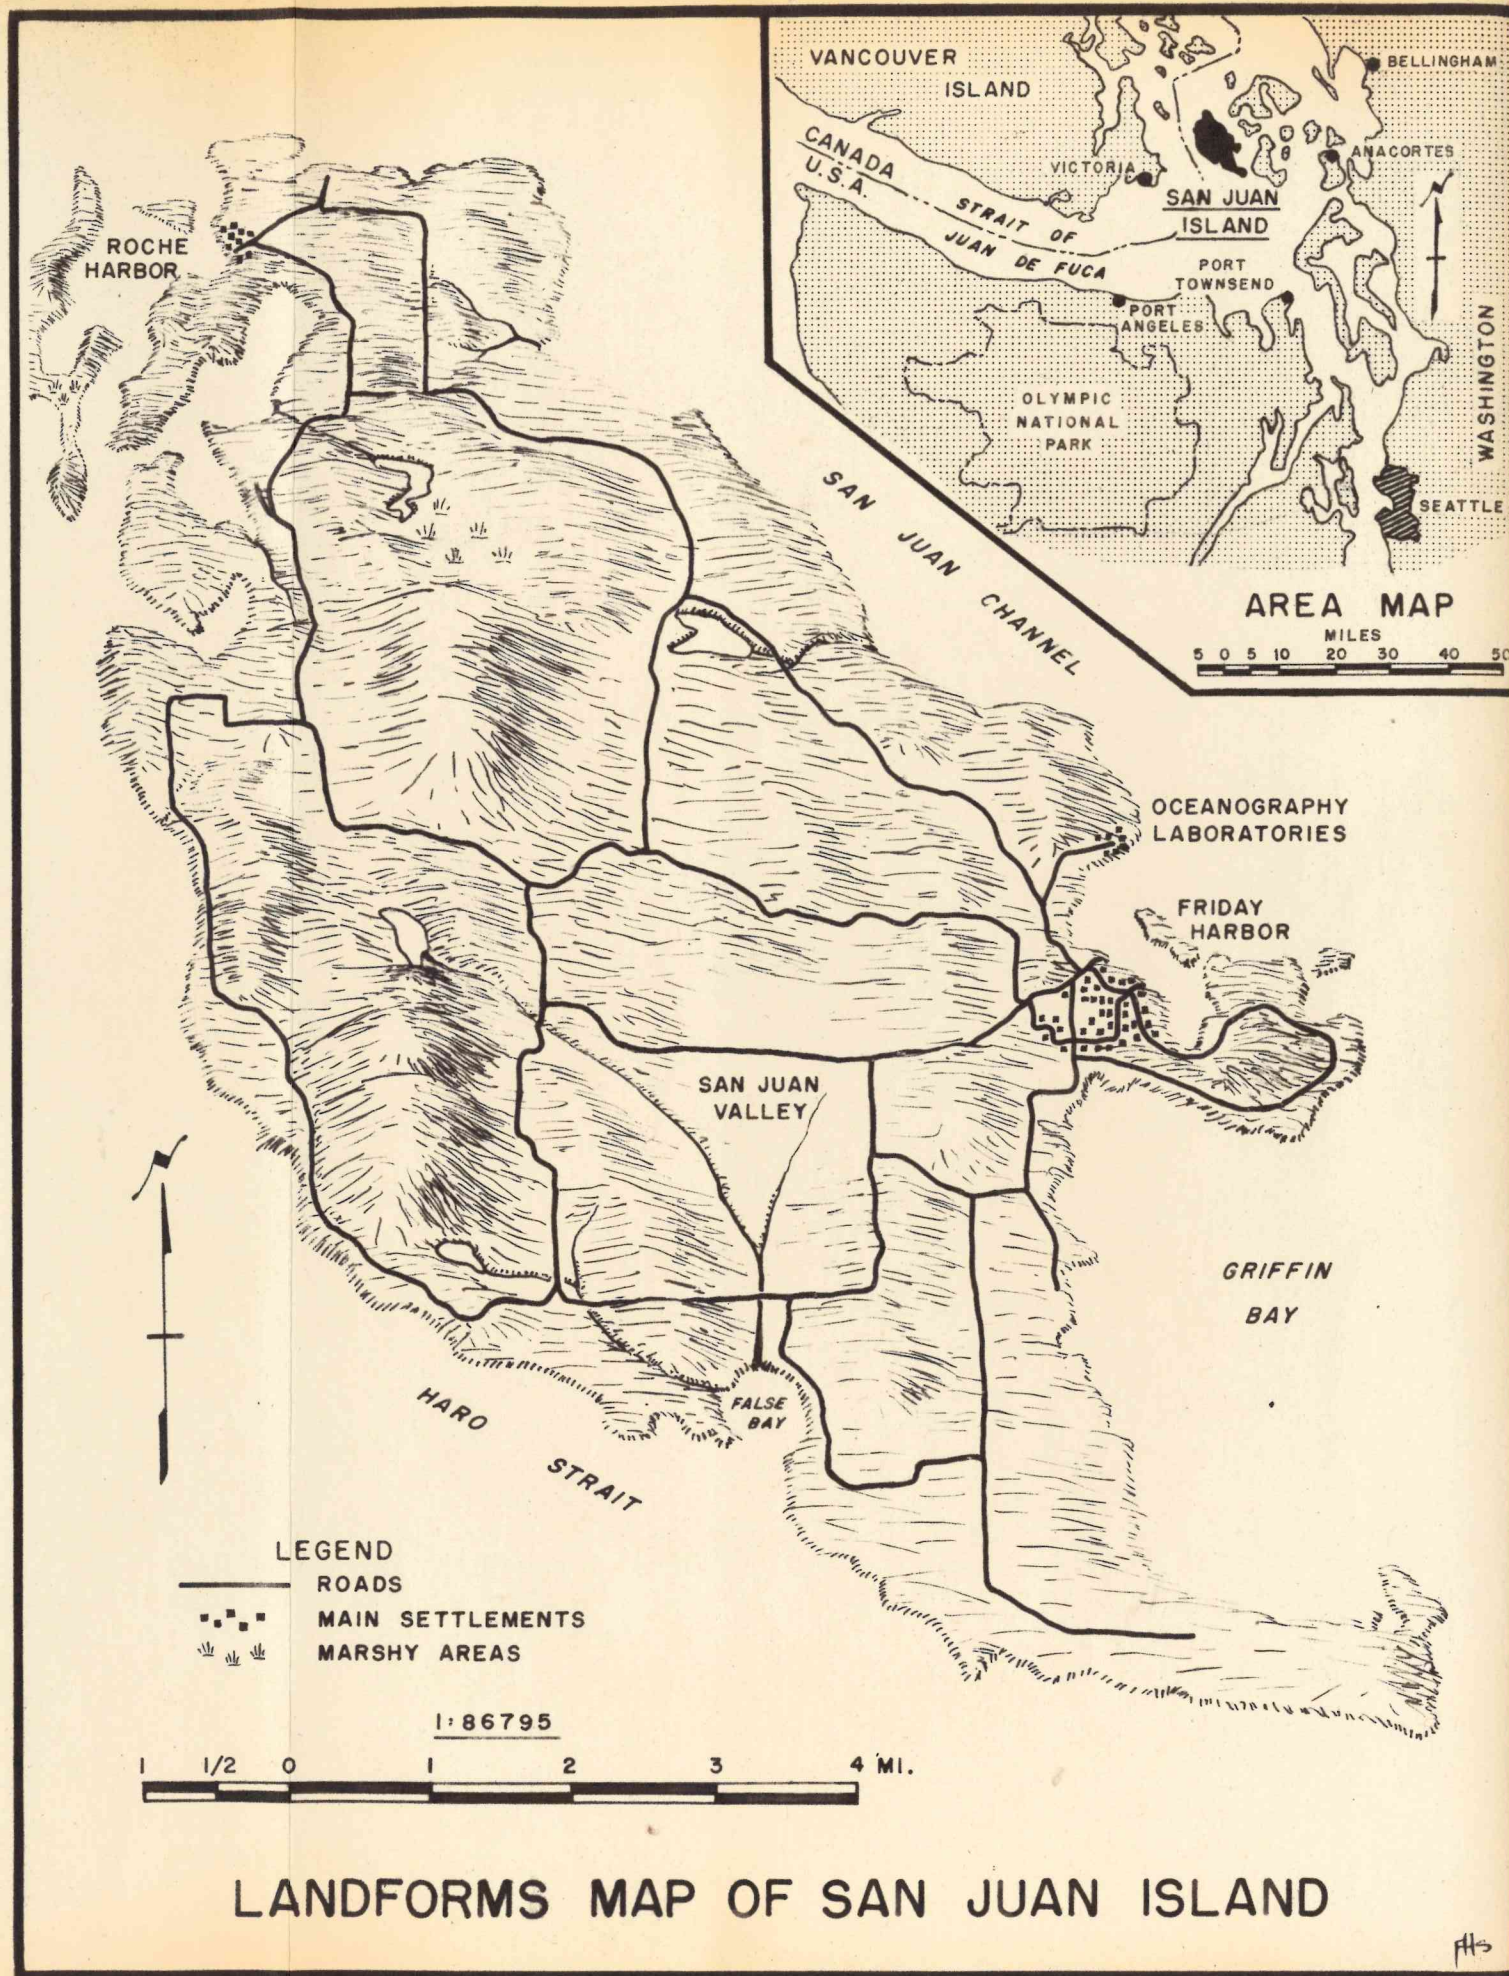 VANCOUVER
ISLAND
BELLINGHAM
CANADA
U.S.A.
VICTORIA
ANACORTES
SAN JUAN
ISLAND
STRAIT OF
JUAN DE FUCA
PORT
TOWNSEND
PORT
ANGELES
WASHINGTON
OLYMPIC
NATIONAL
PARK
SEATTLE
AREA MAP
MILES
5 0 5 10 20 30 40 50
ROCHE
HARBOR
SAN JUAN CHANNEL
OCEANOGRAPHY
LABORATORIES
FRIDAY
HARBOR
SAN JUAN
VALLEY
GRIFFIN
BAY
FALSE
BAY
HARO
STRAIT
LEGEND
ROADS
MAIN SETTLEMENTS
MARSHY AREAS
1:86795
1 1/2 0 1 2 3 4 MI.
LANDFORMS MAP OF SAN JUAN ISLAND
FHS